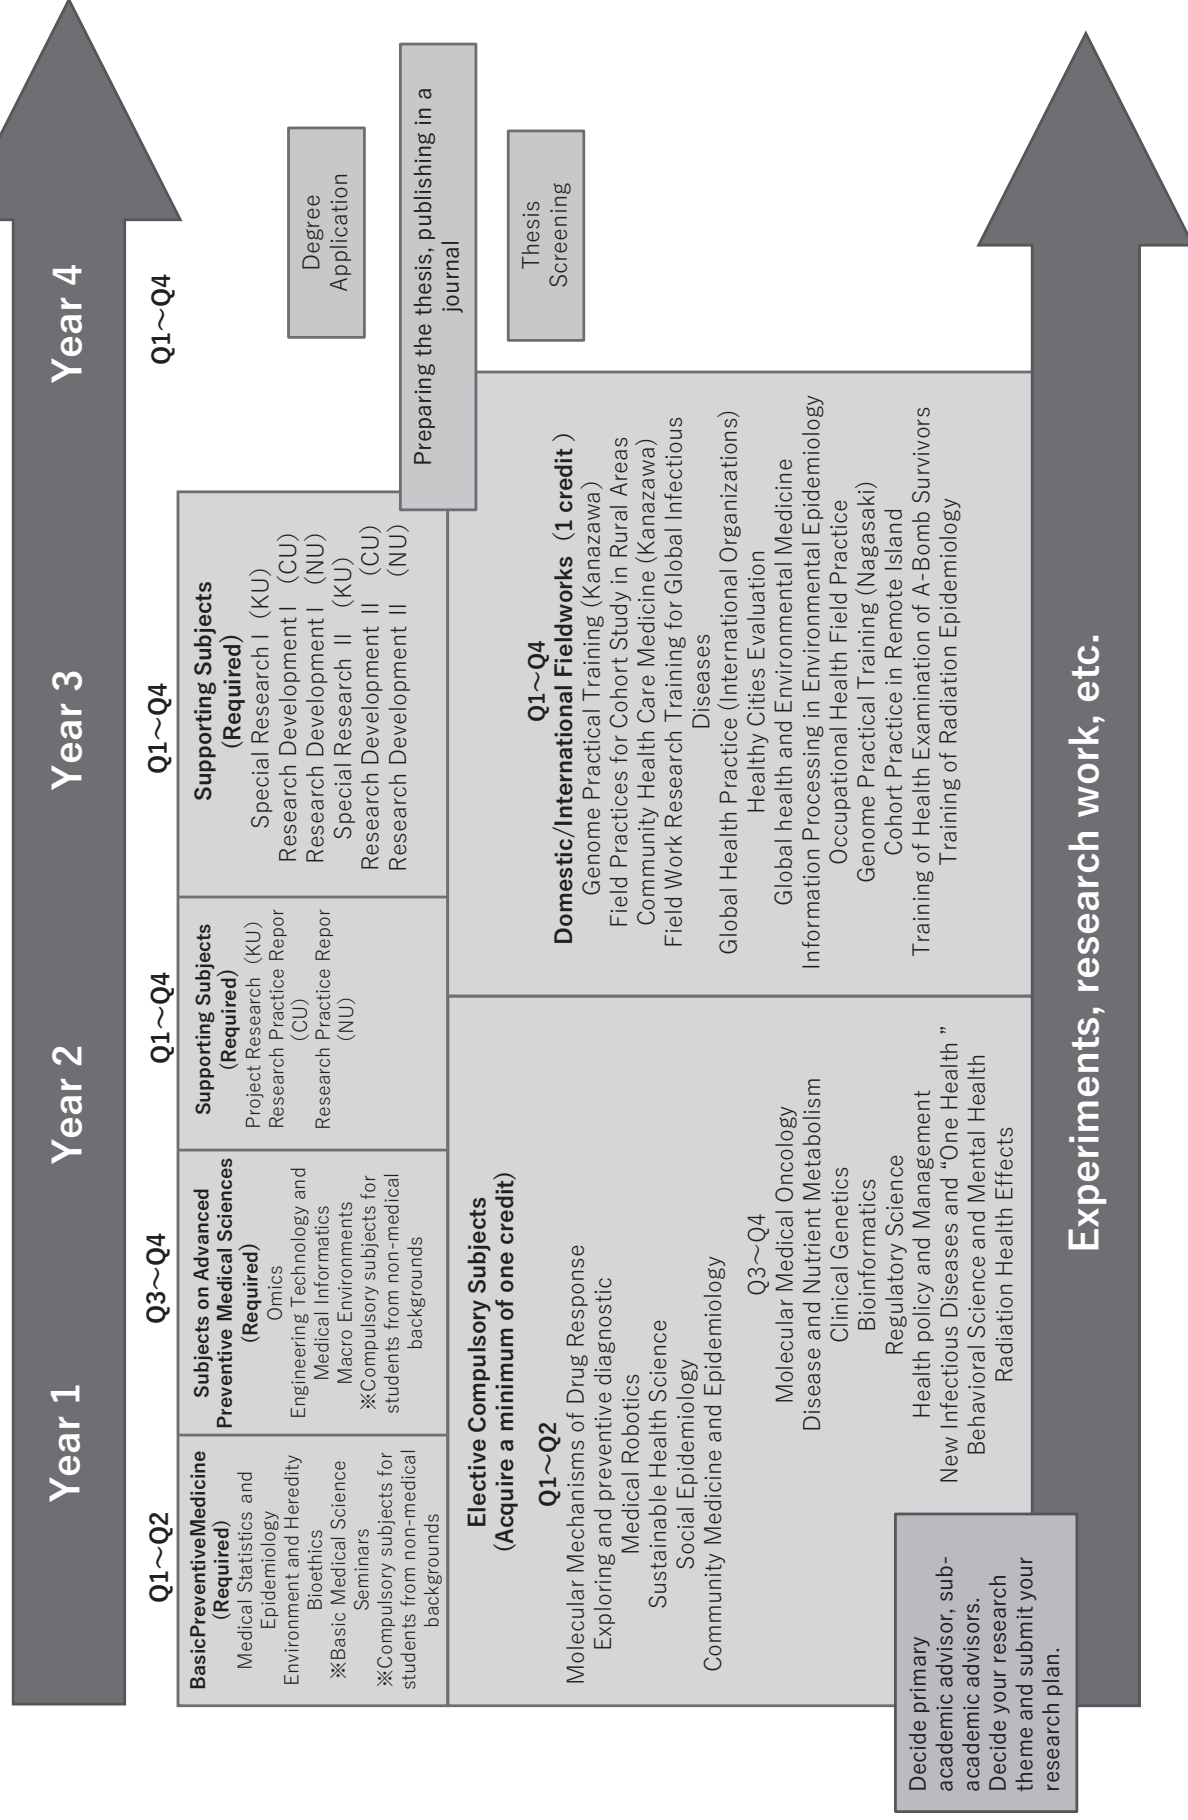 Year 1
Year 2
Year 3
Year 4
Q1～Q2
Q3～Q4
Q1～Q4
Q1～Q4
Q1～Q4
BasicPreventiveMedicine
(Required)
Medical Statistics and
Epidemiology
Environment and Heredity
Bioethics
※Basic Medical Science
Seminars
※Compulsory subjects for
students from non-medical
backgrounds
Subjects on Advanced
Preventive Medical Sciences
(Required)
Omics
Engineering Technology and
Medical Informatics
Macro Environments
※Compulsory subjects for
students from non-medical
backgrounds
Supporting Subjects
(Required)
Project Research (KU)
Research Practice Repor
(CU)
Research Practice Repor
(NU)
Supporting Subjects
(Required)
Special Research I (KU)
Research Development I (CU)
Research Development I (NU)
Special Research II (KU)
Research Development II (CU)
Research Development II (NU)
Degree
Application
Preparing the thesis, publishing in a
journal
Thesis
Screening
Elective Compulsory Subjects
(Acquire a minimum of one credit)
Q1～Q2
Molecular Mechanisms of Drug Response
Exploring and preventive diagnostic
Medical Robotics
Sustainable Health Science
Social Epidemiology
Community Medicine and Epidemiology
Q3～Q4
Molecular Medical Oncology
Disease and Nutrient Metabolism
Clinical Genetics
Bioinformatics
Regulatory Science
Health policy and Management
New Infectious Diseases and “One Health ”
Behavioral Science and Mental Health
Radiation Health Effects
Q1～Q4
Domestic/International Fieldworks (1 credit )
Genome Practical Training (Kanazawa)
Field Practices for Cohort Study in Rural Areas
Community Health Care Medicine (Kanazawa)
Field Work Research Training for Global Infectious
Diseases
Global Health Practice (International Organizations)
Healthy Cities Evaluation
Global health and Environmental Medicine
Information Processing in Environmental Epidemiology
Occupational Health Field Practice
Genome Practical Training (Nagasaki)
Cohort Practice in Remote Island
Training of Health Examination of A-Bomb Survivors
Training of Radiation Epidemiology
Decide primary
academic advisor, sub-
academic advisors.
Decide your research
theme and submit your
research plan.
Experiments, research work, etc.